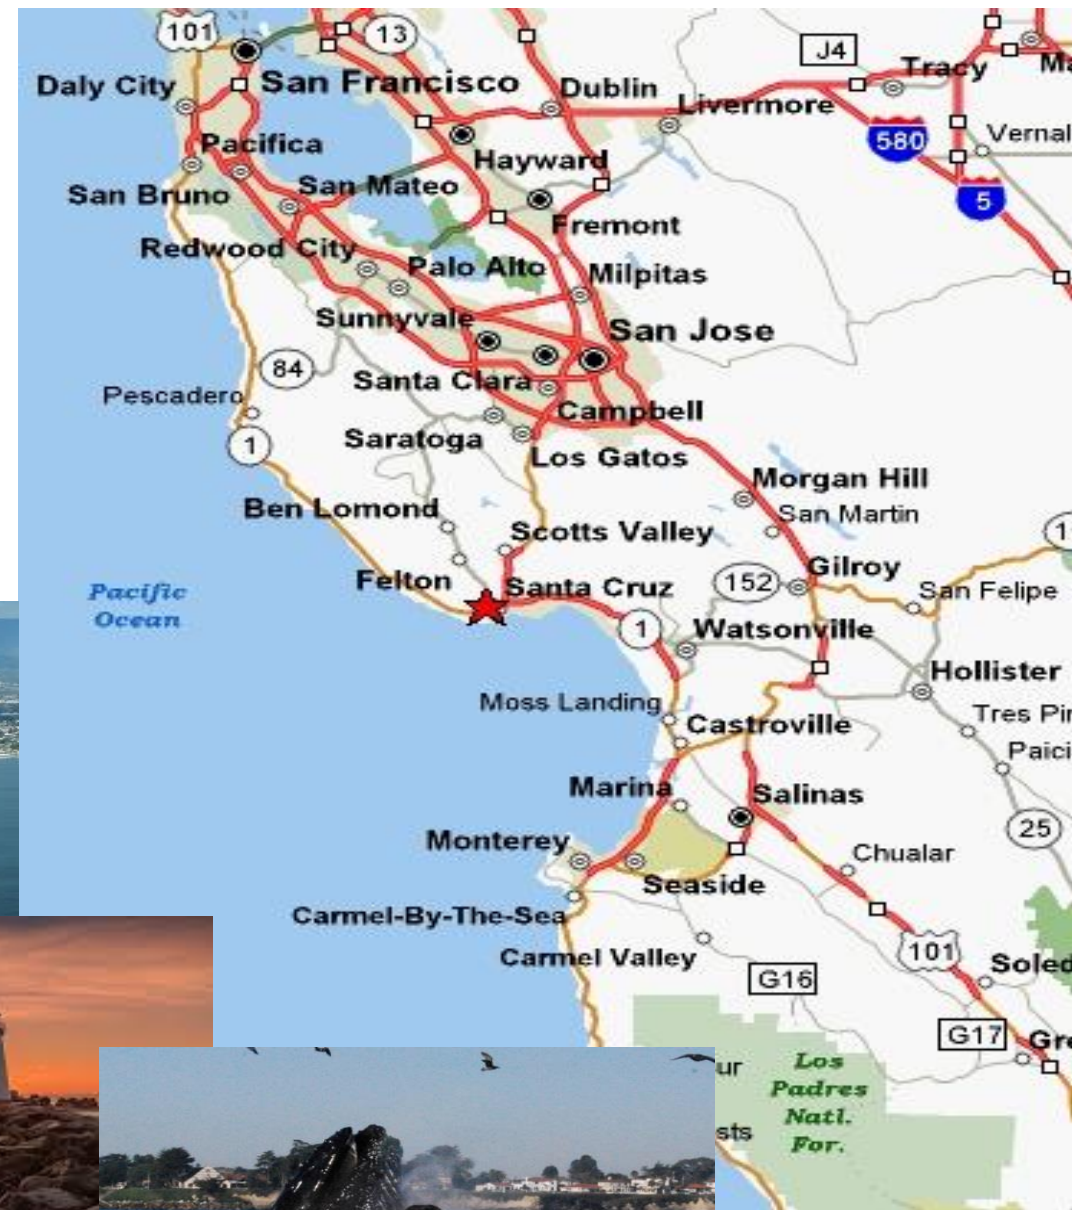 101
13
J4
Tracy
Daly City
San Francisco
Dublin
Livermore
580
Pacifica
Hayward
San Bruno
San Mateo
5
Fremont
Redwood City
Palo Alto
Milpitas
Sunnyvale
San Jose
84
Santa Clara
Pescadero
Campbell
1
Saratoga
Los Gatos
Morgan Hill
Ben Lomond
San Martin
Scotts Valley
Gilroy
Felton
Santa Cruz
152
San Felipe
Pacific
Ocean
1
Watsonville
Hollister
Moss Landing
Castroville
Tres
Marina
Salinas
25
Monterey
Chualar
Seaside
Carmel-By-The-Sea
Carmel Valley
101
G16
G17
Los
Padres
Natl.
For.